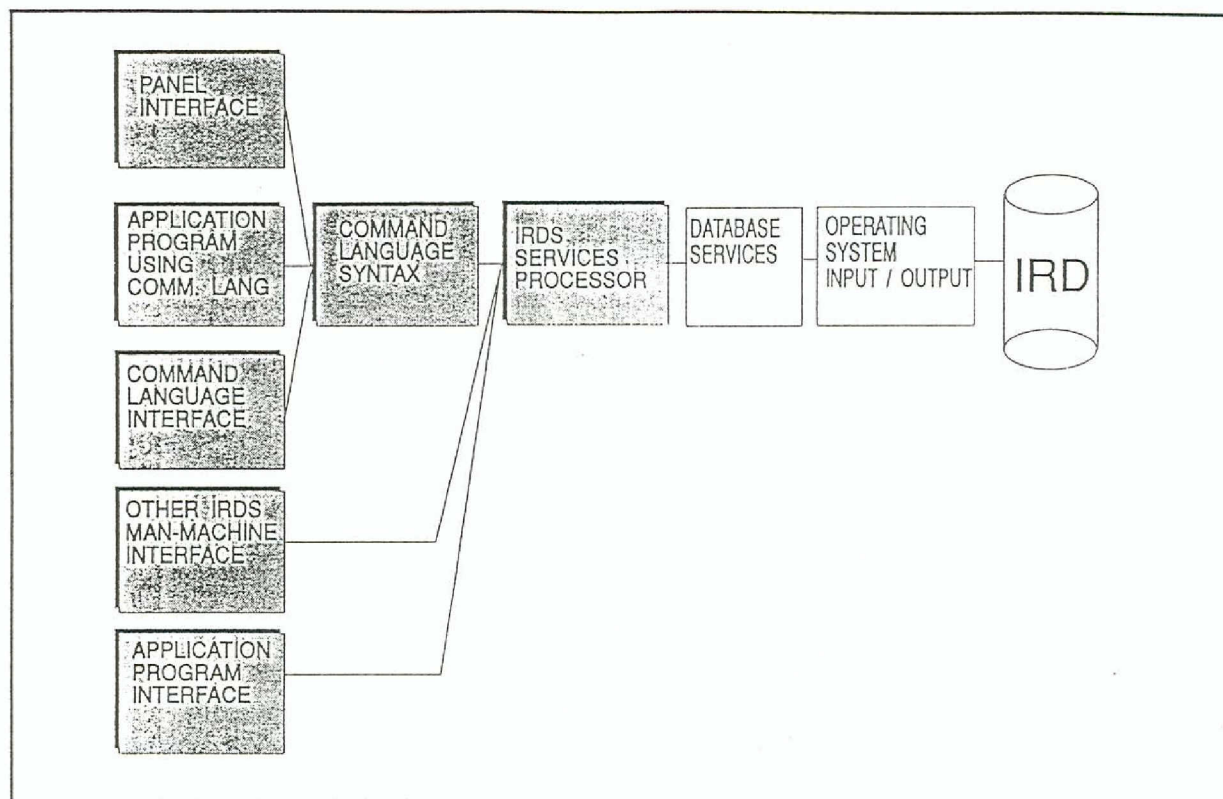 PANEL
INTERFACE
APPLICATION
PROGRAM
USING
COMM. LANG
COMMAND
LANGUAGE
INTERFACE
OTHER IRDS
MAN-MACHINE
INTERFACE
APPLICATION
PROGRAM
INTERFACE
COMMAND
LANGUAGE
SYNTAX
IRDS
SERVICES
PROCESSOR
DATABASE
SERVICES
OPERATING
SYSTEM
INPUT / OUTPUT
IRD